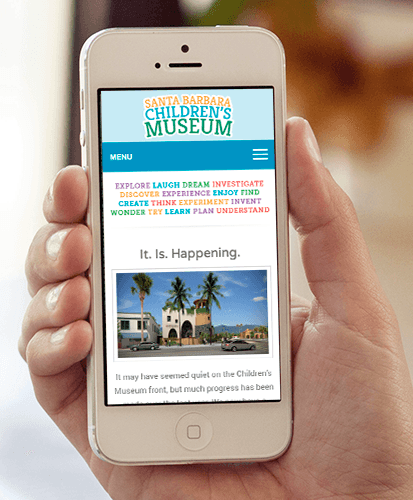 SANTA BARBARA
CHILDREN'S
MUSEUM
MENU
EXPLORE LAUGH DREAM INVESTIGATE
DISCOVER EXPERIENCE ENJOY FIND
CREATE THINK EXPERIMENT INVENT
WONDER TRY LEARN PLAN UNDERSTAND
It. Is. Happening.
It may have seemed quiet on the Children's
Museum front, but much progress has been